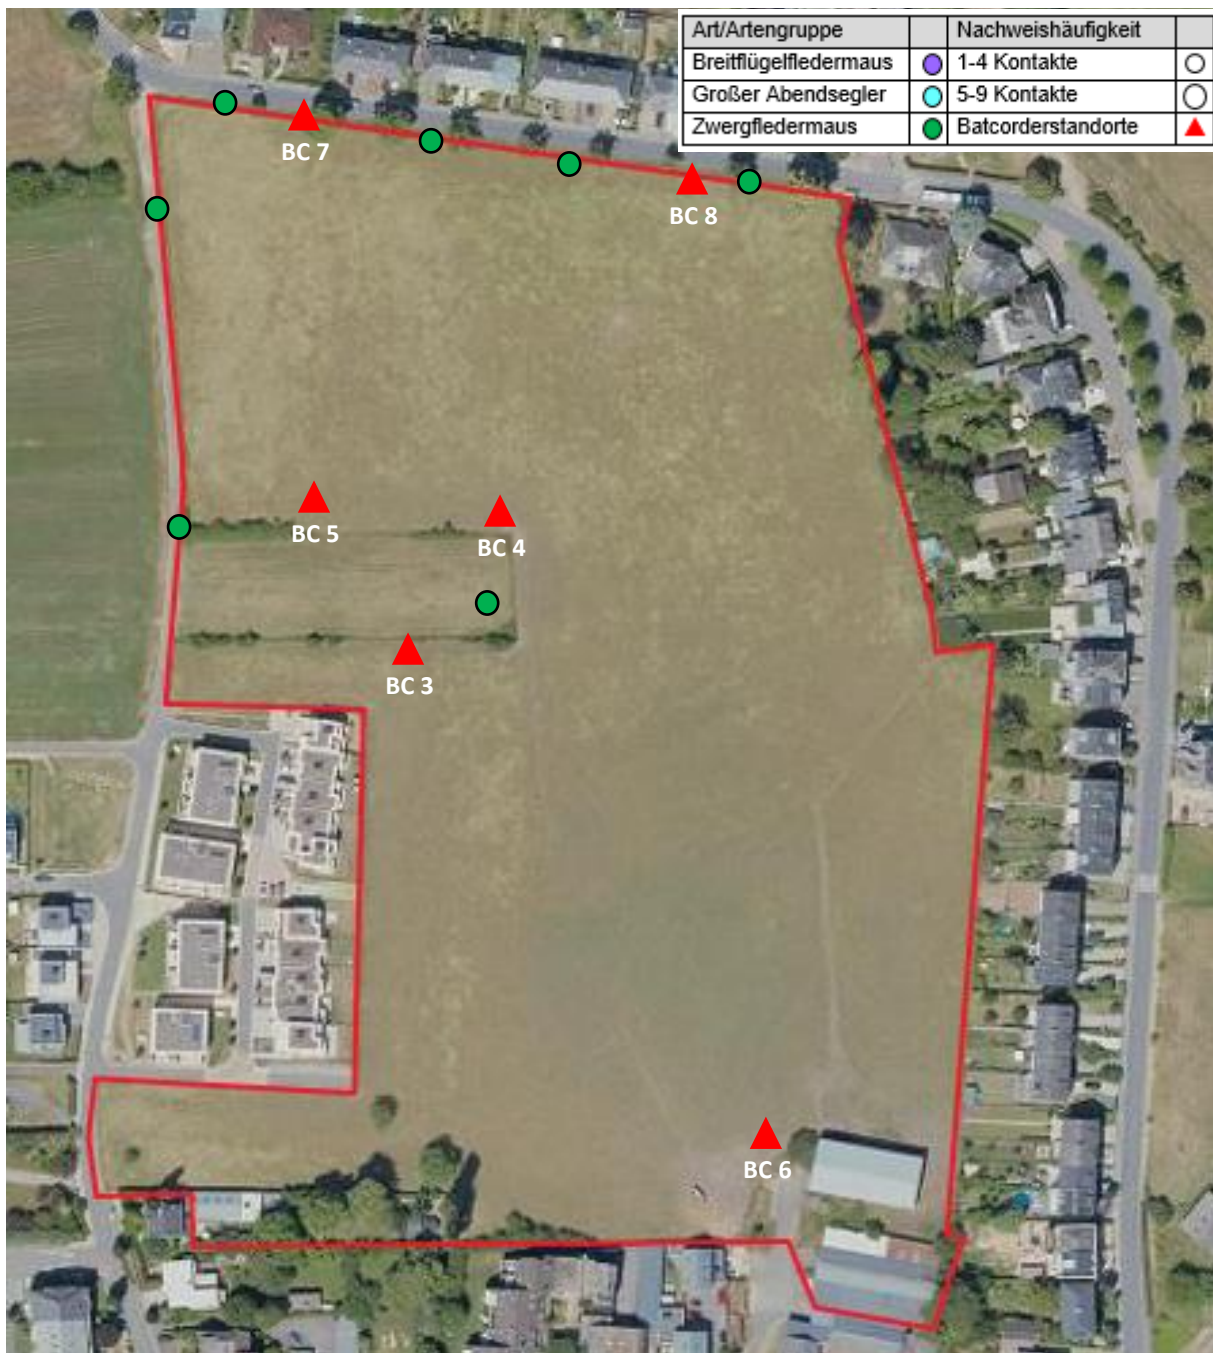 Art/Artengruppe Nachweishäufigkeit
Breitflügelfledermaus 1-4 Kontakte
Großer Abendsegler 5-9 Kontakte
Zwergfledermaus Batcorderstandorte
BC 7
BC 8
BC 5
BC 4
BC 3
BC 6